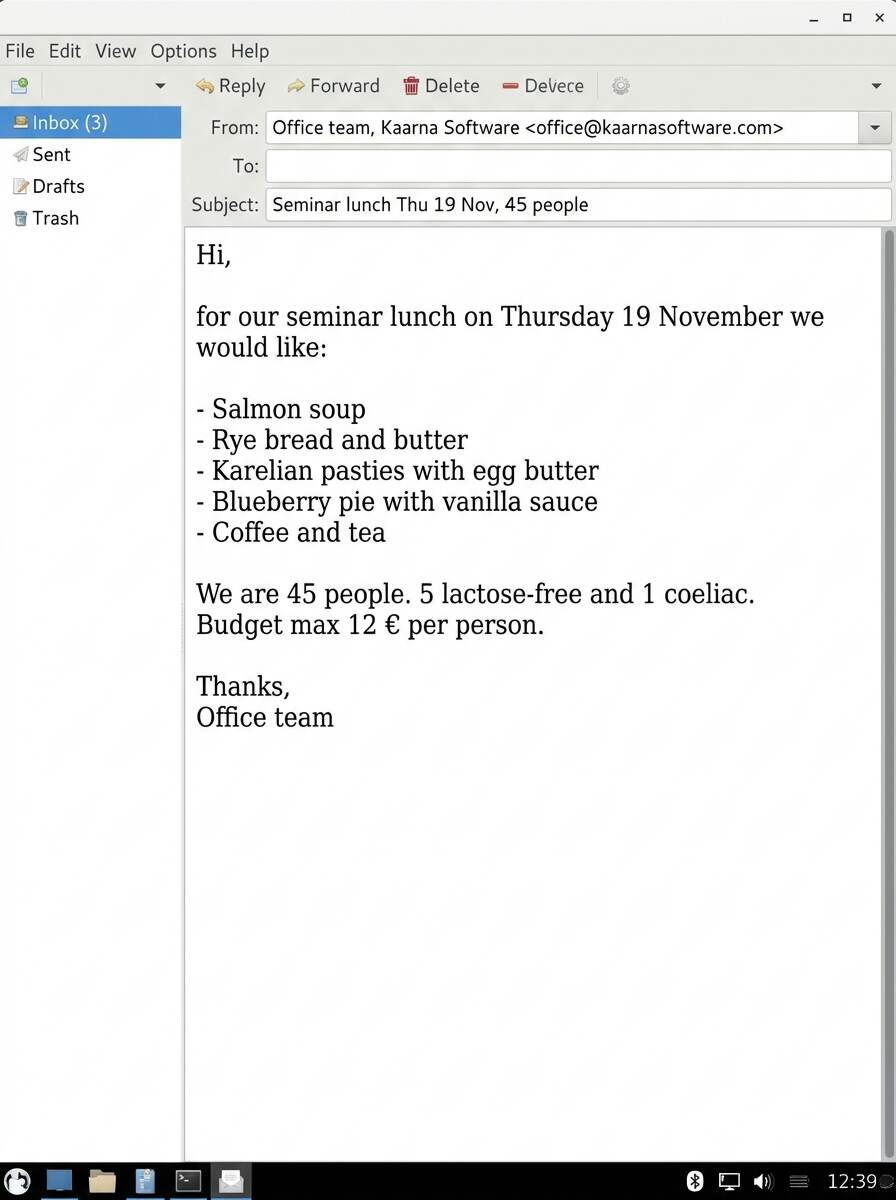 File Edit View Options Help
Reply Forward Delete Devece
Inbox (3)
Sent
Drafts
Trash
From: Office team, Kaarna Software <office@kaarnasoftware.com>
To:
Subject: Seminar lunch Thu 19 Nov, 45 people
Hi,
for our seminar lunch on Thursday 19 November we
would like:
- Salmon soup
- Rye bread and butter
- Karelian pasties with egg butter
- Blueberry pie with vanilla sauce
- Coffee and tea
We are 45 people. 5 lactose-free and 1 coeliac.
Budget max 12 € per person.
Thanks,
Office team
12:39